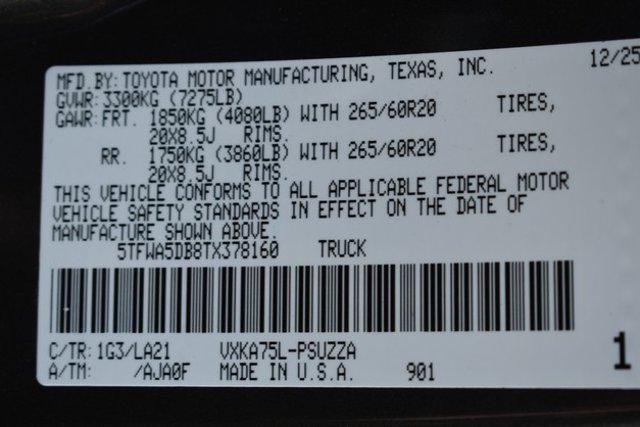 12/25
MFD.BY:TOYOTA MOTOR MANUFACTURING, TEXAS, INC.
GVWR:3300KG (7275LB)
GAWR:FRT. 1850KG (4080LB) WITH 265/60R20 TIRES,
20X8.5J RIMS.
RR. 1750KG (3860LB) WITH 265/60R20 TIRES,
20X8.5J RIMS.
THIS VEHICLE CONFORMS TO ALL APPLICABLE FEDERAL MOTOR
VEHICLE SAFETY STANDARDS IN EFFECT ON THE DATE OF
MANUFACTURE SHOWN ABOVE.
5TFWA5DB8TX378160 TRUCK
C/TR:1G3/LA21 VXKA75L-PSUZZA
A/TM: /AJA0F MADE IN U.S.A. 901
1